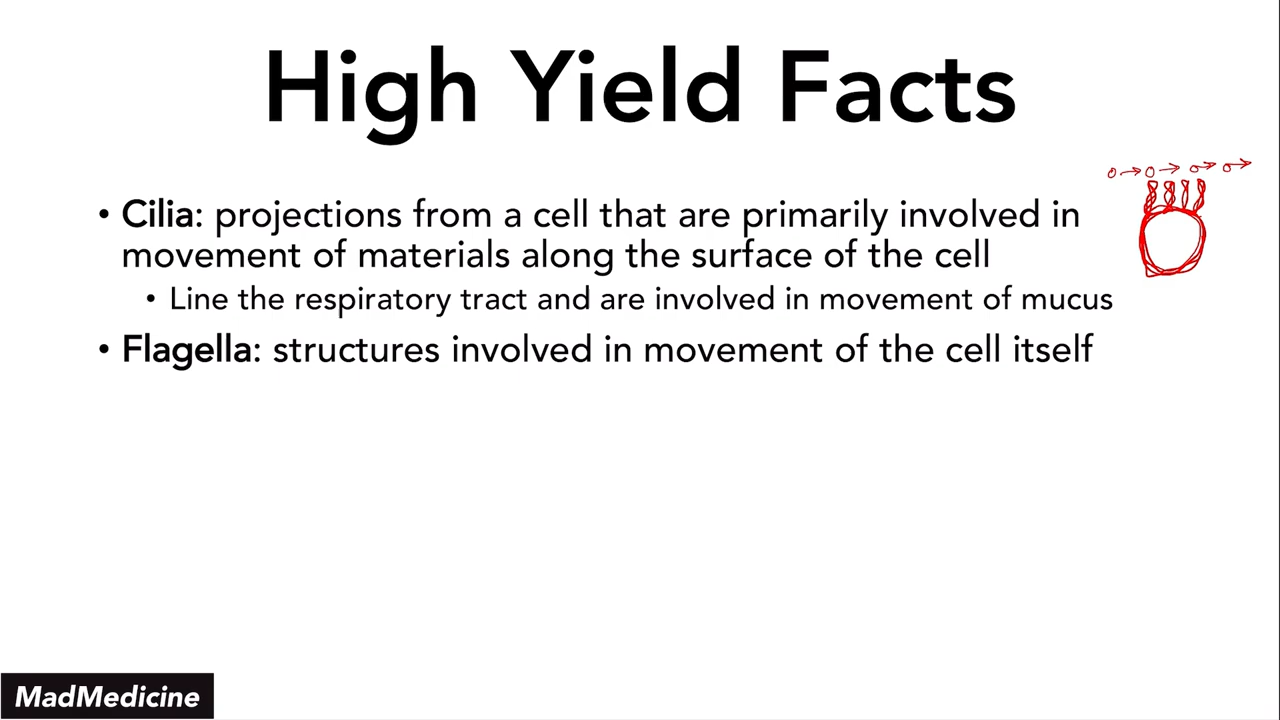 High Yield Facts
• Cilia: projections from a cell that are primarily involved in
movement of materials along the surface of the cell
• Line the respiratory tract and are involved in movement of mucus
• Flagella: structures involved in movement of the cell itself
MadMedicine